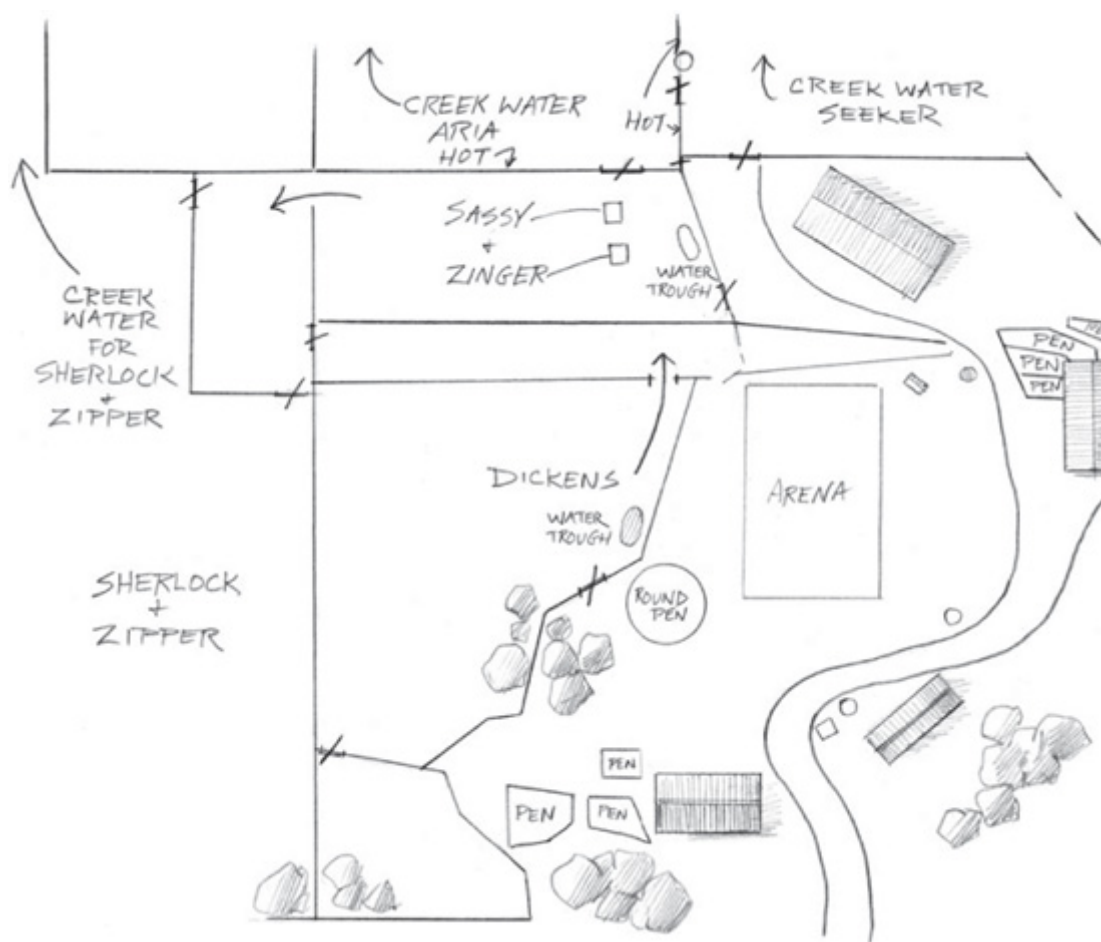 CREEK WATER
ARIA
HOT
HOT
CREEK WATER
SEEKER
SASSY
+
ZINGER
WATER
TROUGH
CREEK
WATER
FOR
SHERLOCK
+
ZIPPER
PEN
PEN
PEN
DICKENS
WATER
TROUGH
ARENA
SHERLOCK
+
ZIPPER
ROUND
PEN
PEN
PEN
PEN